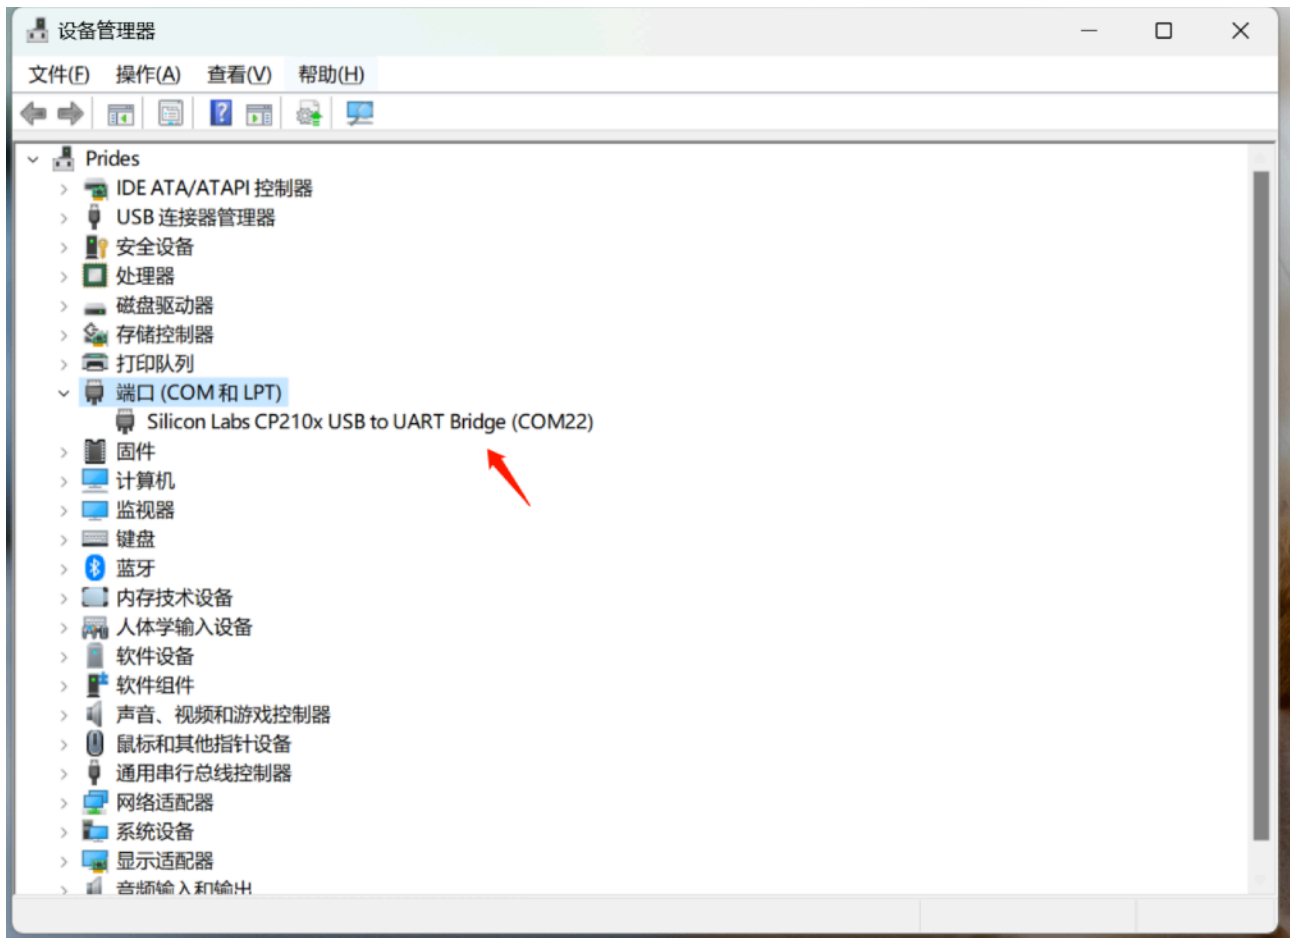 设备管理器
文件(F) 操作(A) 查看(V) 帮助(H)
Prides
IDE ATA/ATAPI 控制器
USB 连接器管理器
安全设备
处理器
磁盘驱动器
存储控制器
打印队列
端口 (COM 和 LPT)
Silicon Labs CP210x USB to UART Bridge (COM22)
固件
计算机
监视器
键盘
蓝牙
内存技术设备
人体学输入设备
软件设备
软件组件
声音、视频和游戏控制器
鼠标和其他指针设备
通用串行总线控制器
网络适配器
系统设备
显示适配器
音频输入和输出